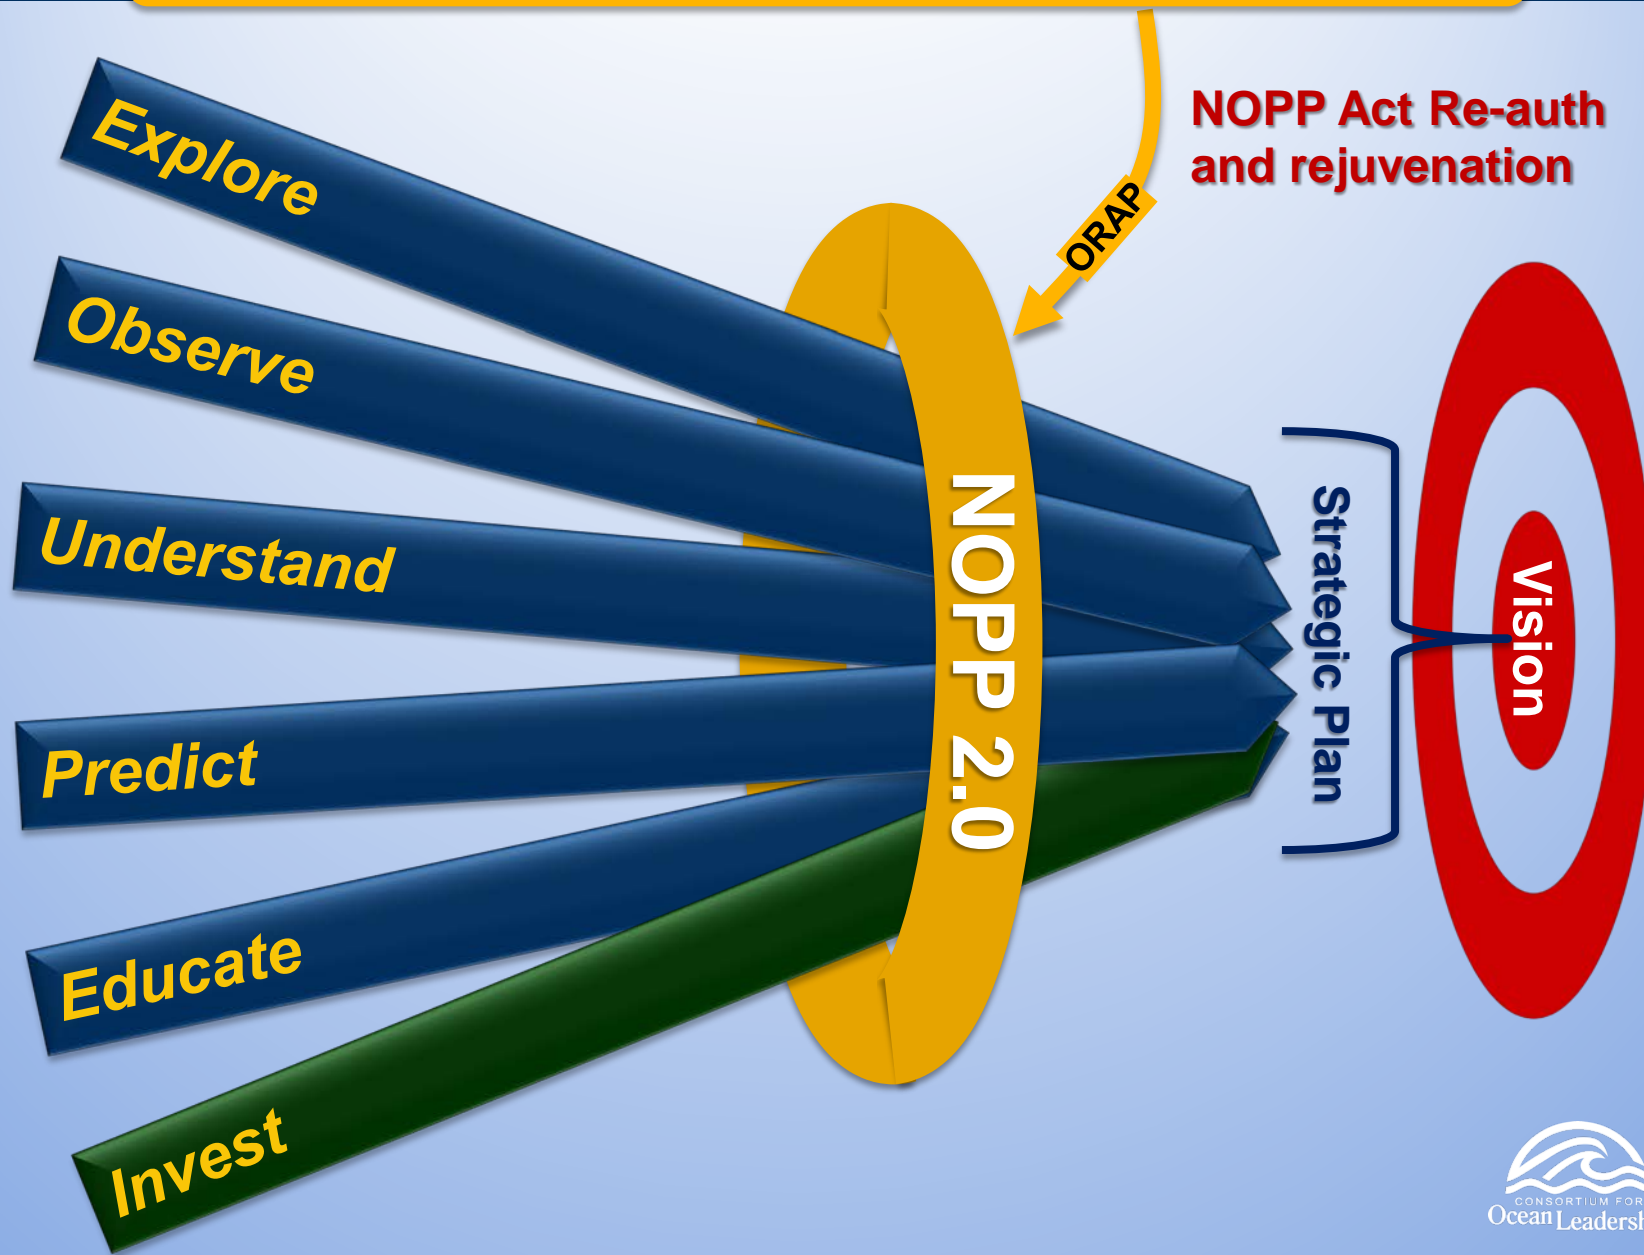 NOPP Act Re-auth
and rejuvenation
ORAP
Explore
Observe
Understand
Predict
Educate
Invest
NOPP 2.0
Strategic Plan
Vision
CONSORTIUM FOR
Ocean Leadersh